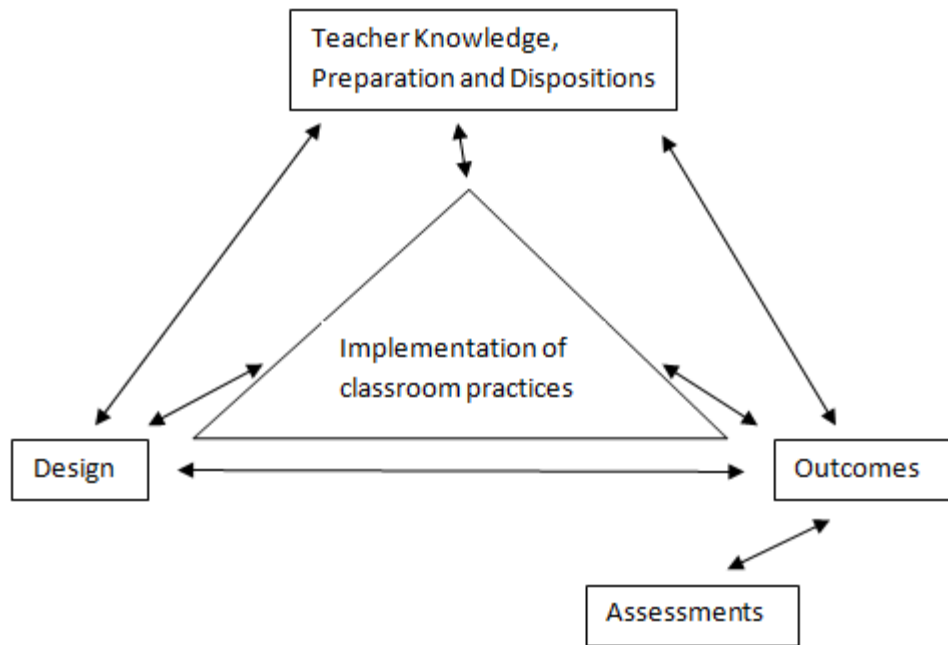 Teacher Knowledge,
Preparation and Dispositions
Implementation of
classroom practices
Design
Outcomes
Assessments